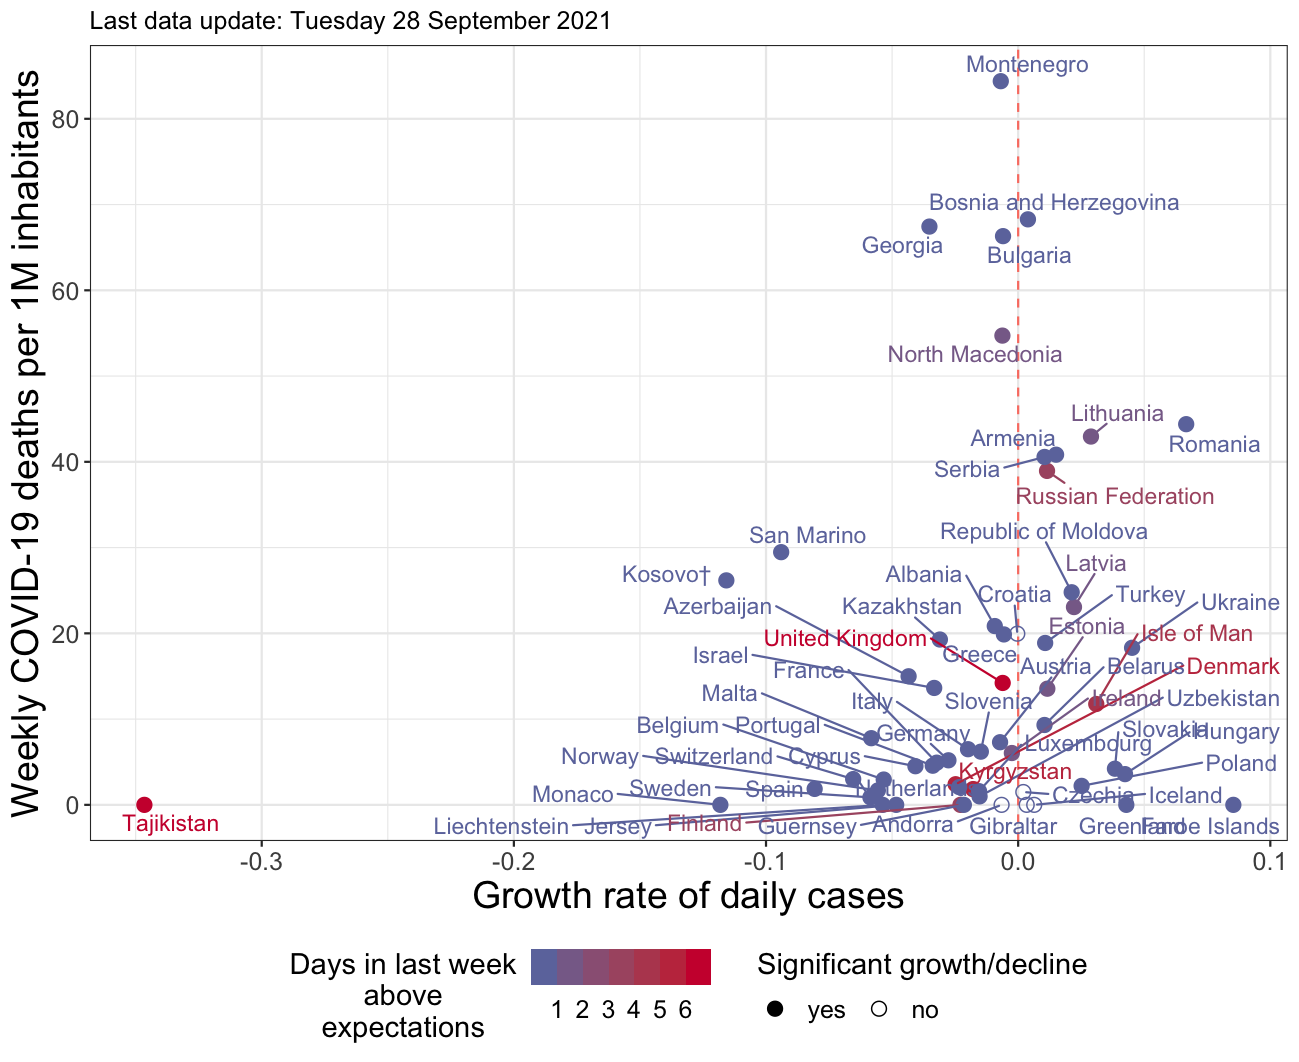 Last data update: Tuesday 28 September 2021
Weekly COVID-19 deaths per 1M inhabitants
80
60
40
20
0
Montenegro
Bosnia and Herzegovina
Georgia
Bulgaria
North Macedonia
Lithuania
Armenia
Romania
Serbia
Russian Federation
San Marino
Republic of Moldova
Kosovo†
Albania
Latvia
Azerbaijan
Kazakhstan
Croatia
Turkey
Ukraine
United Kingdom
Estonia
Isle of Man
Israel
Greece
France
Austria
Belarus
Denmark
Malta
Italy
Slovenia
Ireland
Uzbekistan
Belgium
Portugal
Germany
Luxembourg
Slovakia
Hungary
Norway
Switzerland
Cyprus
Kyrgyzstan
Poland
Monaco
Sweden
Spain
Czechia
Iceland
Tajikistan
Liechtenstein
Jersey
Finland
Guernsey
Andorra
Gibraltar
Greenland
Faroe Islands
-0.3
-0.2
-0.1
0.0
0.1
Growth rate of daily cases
Days in last week
above
expectations
1 2 3 4 5 6
Significant growth/decline
yes
no